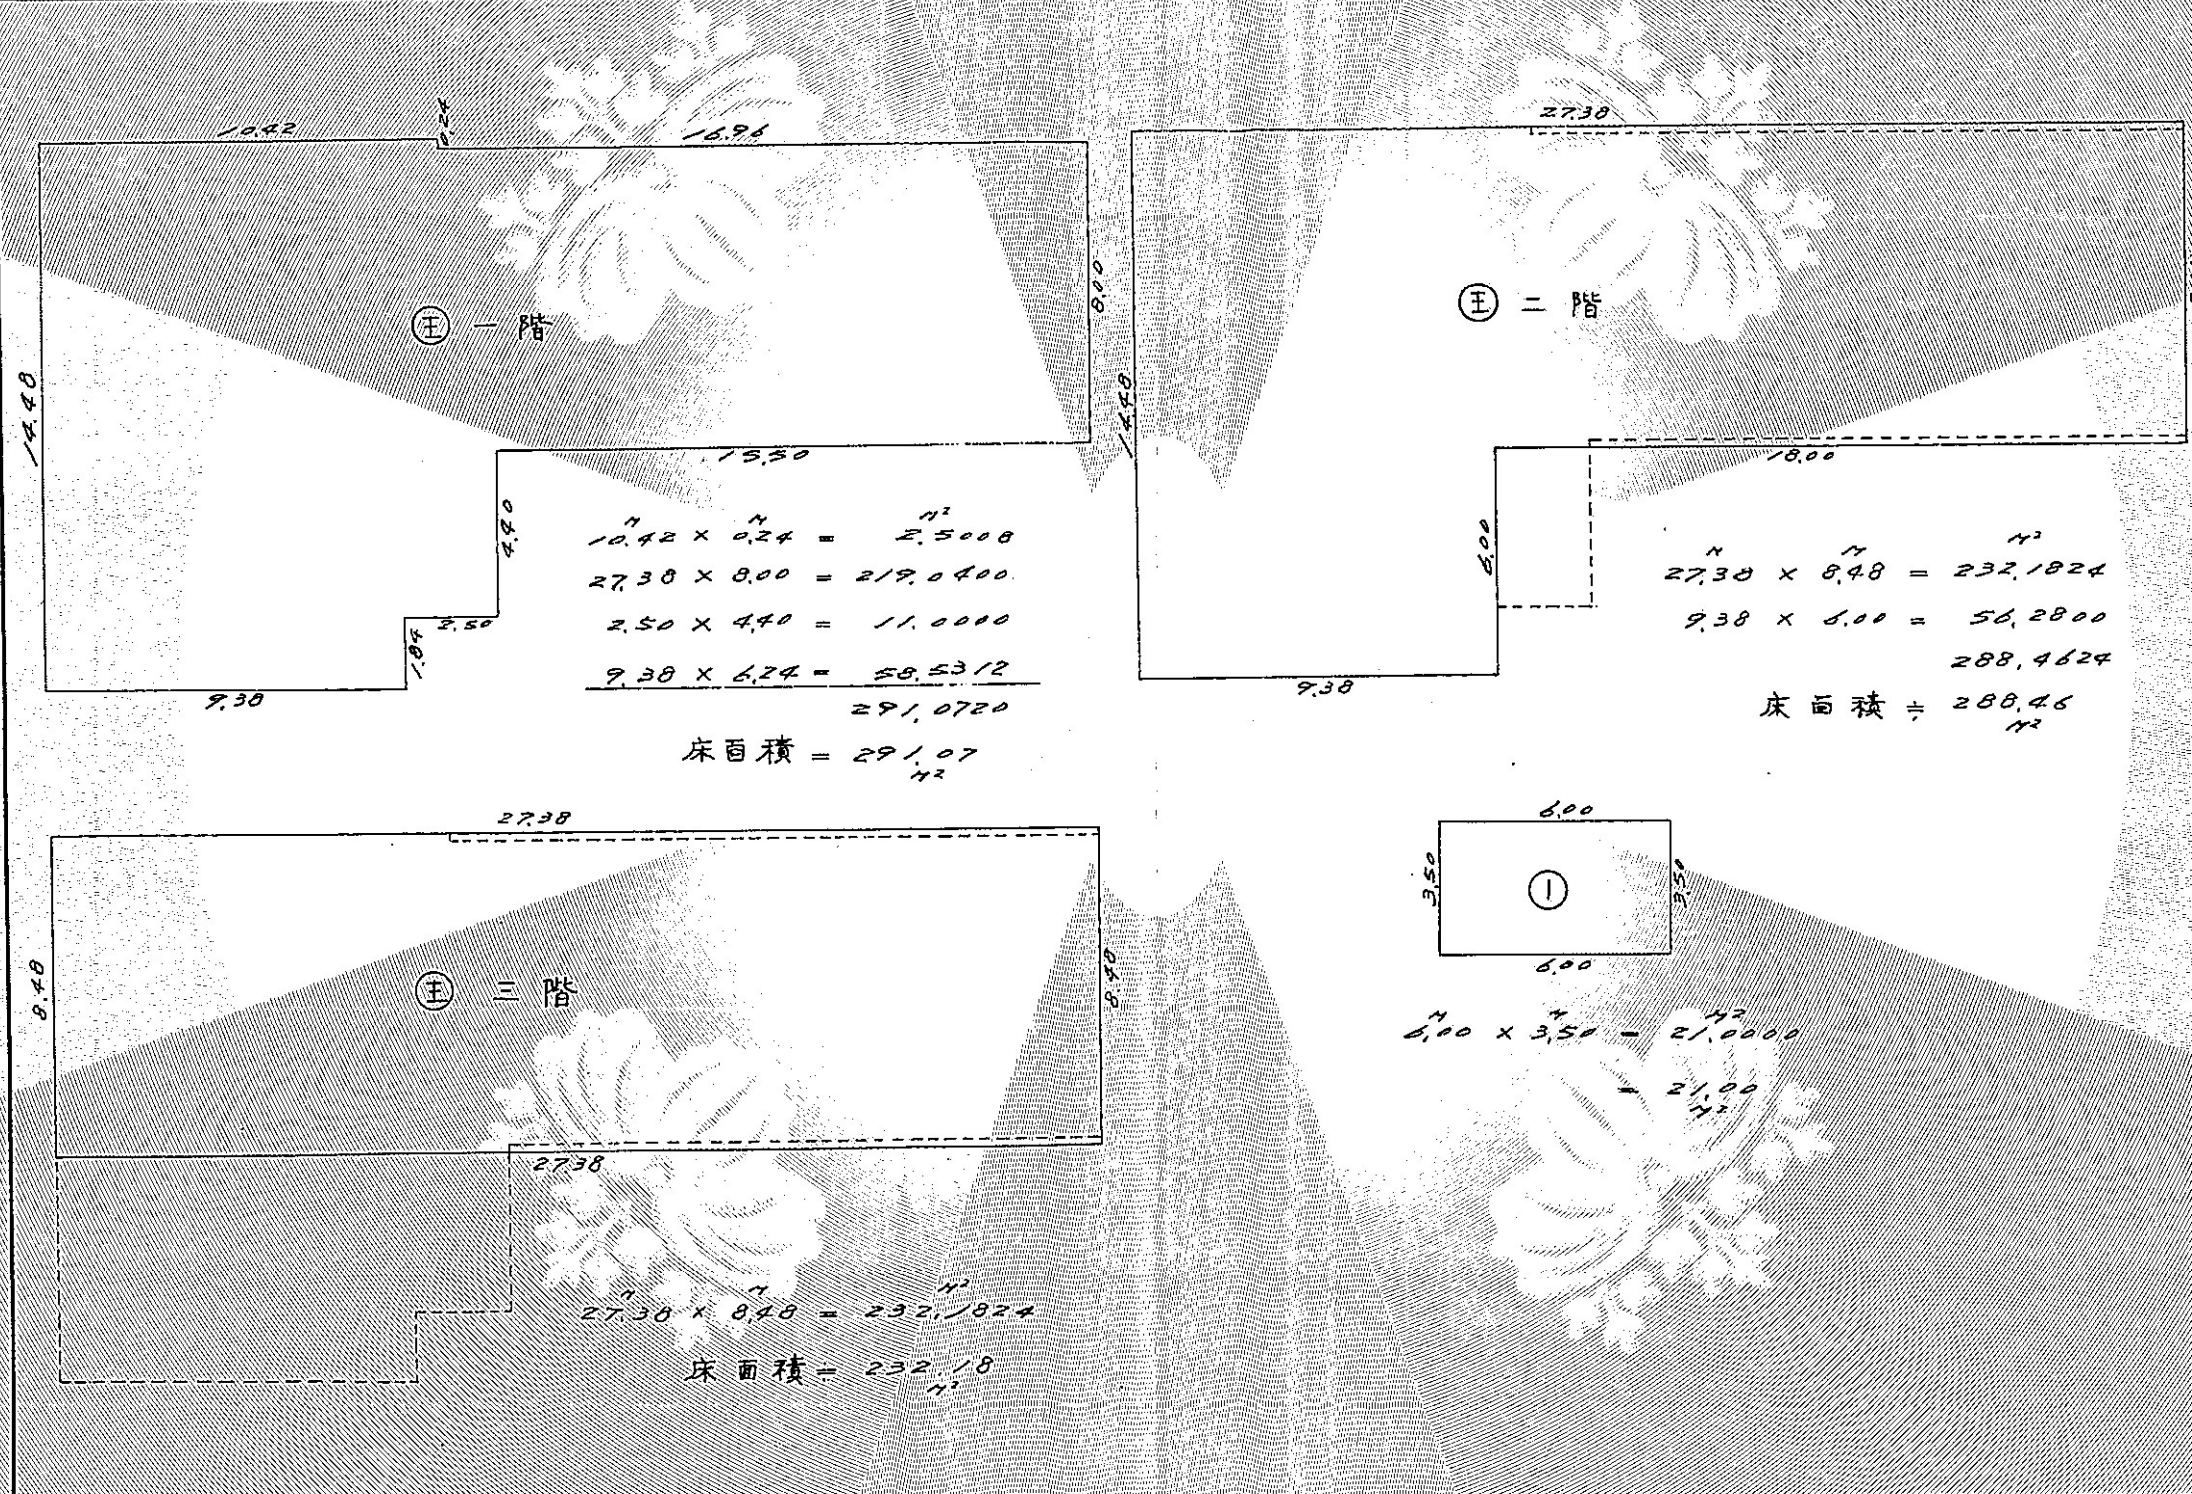 10.42
0.24
16.96
8.00
㊤ 一階
14.48
15.50
4.40
2.50
1.84
9.38
M M M²
10.42 × 0.24 = 2.5008
27.38 × 8.00 = 219.0400
2.50 × 4.40 = 11.0000
9.38 × 6.24 = 58.5312
291.0720
床面積 = 291.07
M²
27.38
主 二階
14.48
18.00
6.00
9.38
M M M²
27.38 × 8.48 = 232.1824
9.38 × 6.00 = 56.2800
288.4624
床面積 ≒ 288.46
M²
27.38
8.48
主 三階
8.48
27.38
M M M²
27.38 × 8.48 = 232.1824
床面積 ≒ 232.18
M²
6.00
3.50
①
3.50
6.00
M M M²
6.00 × 3.50 = 21.0000
= 21.00
M²